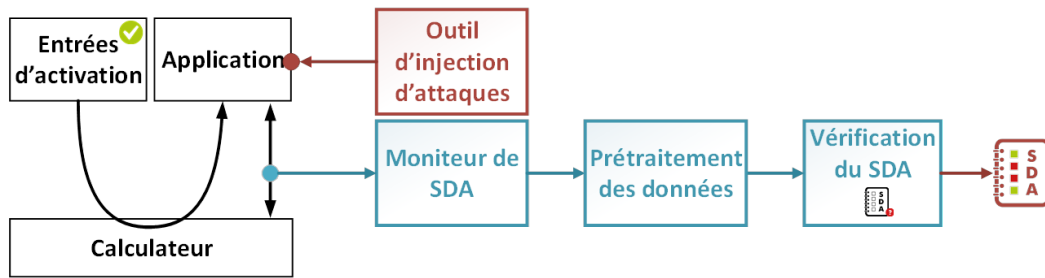 Entrées
d'activation
Application
Outil
d'injection
d'attaques
Moniteur de
SDA
Prétraitement
des données
Vérification
du SDA
S
D
A
?
S
D
A
Calculateur